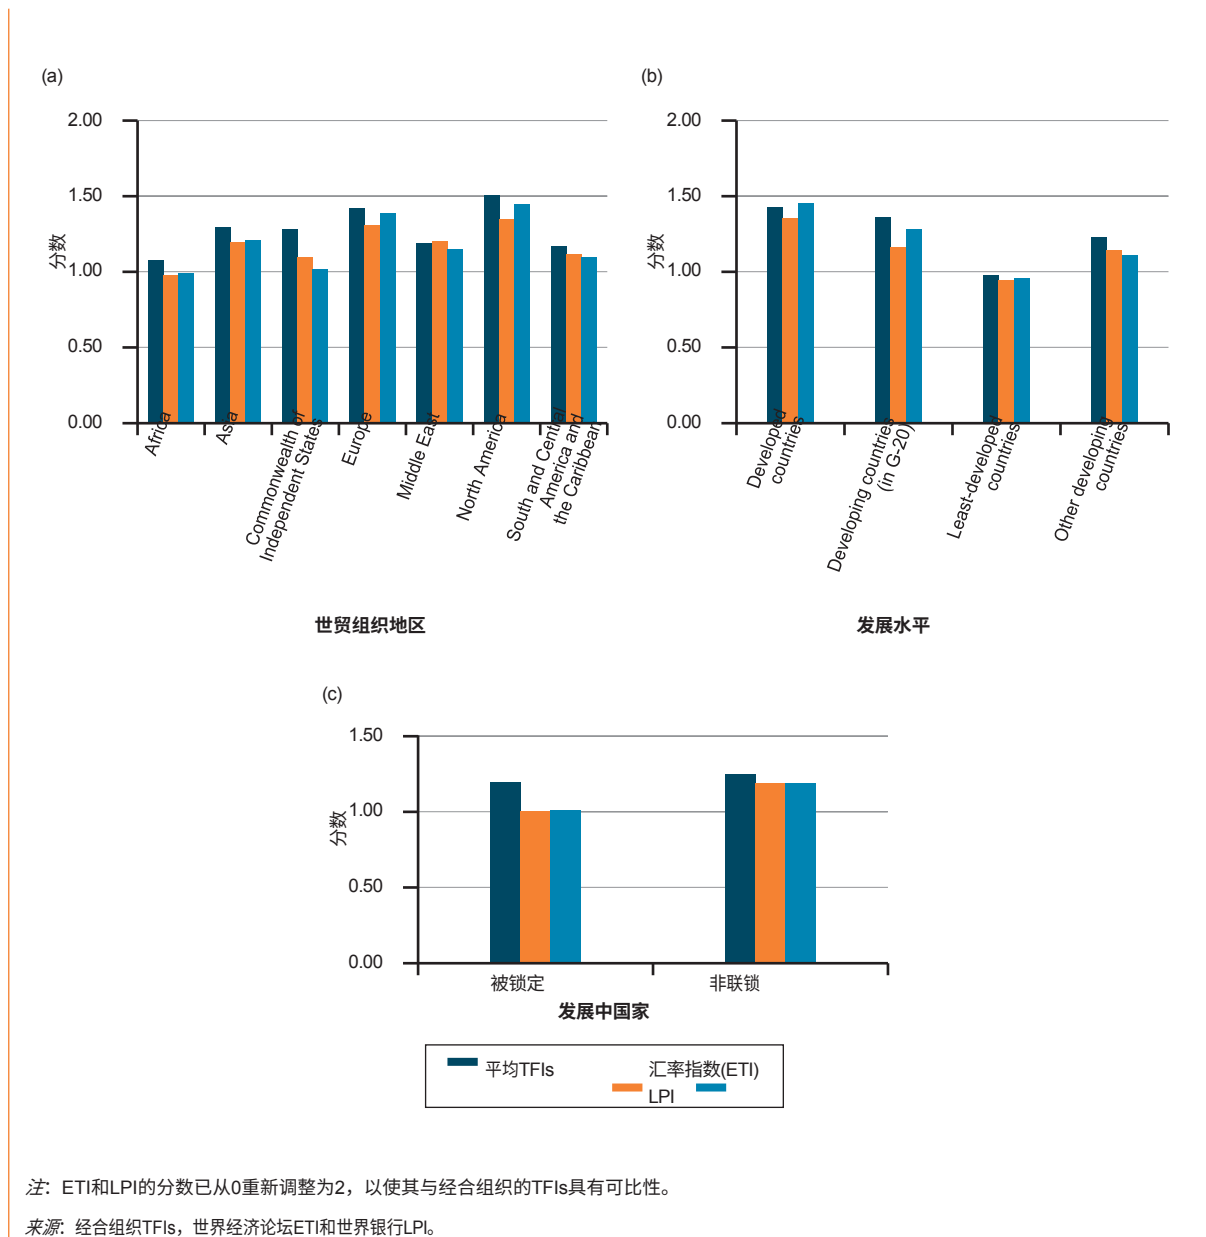 (a)
2.00
1.50
1.00
0.50
0.00
分数
Africa
Asia
Commonwealth of
Independent States
Europe
Middle East
North America
South and Central
America and
the Caribbean
世贸组织地区
(b)
2.00
1.50
1.00
0.50
0.00
分数
Developed
countries
Developing countries
(in G-20)
Least-developed
countries
Other developing
countries
发展水平
(c)
1.50
1.00
0.50
0.00
分数
被锁定
非联锁
发展中国家
平均TFIs
汇率指数(ETI)
LPI
注：ETI和LPI的分数已从0重新调整为2，以使其与经合组织的TFIs具有可比性。
来源：经合组织TFIs，世界经济论坛ETI和世界银行LPI。